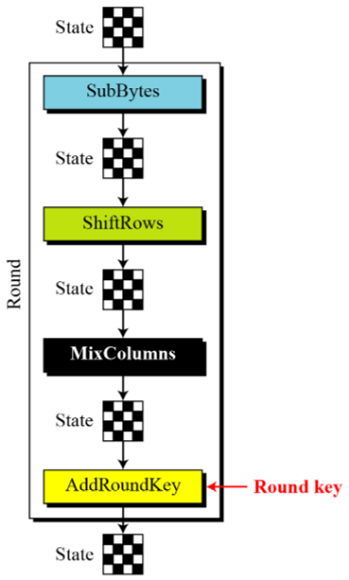 State
SubBytes
State
ShiftRows
State
Round
MixColumns
State
AddRoundKey
Round key
State